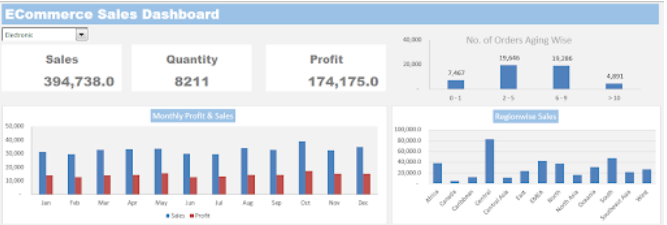 ECommerce Sales Dashboard
Electronic
Sales
394,738.0
Quantity
8211
Profit
174,175.0
No. of Orders Aging Wise
40,000
20,000
-
7,467
19,646
19,286
4,891
0 - 1
2 - 5
6 - 9
> 10
Monthly Profit & Sales
50,000
40,000
30,000
20,000
10,000
-
Jan Feb Mar Apr May Jun Jul Aug Sep Oct Nov Dec
Sales Profit
Regionwise Sales
100,000.0
80,000.0
60,000.0
40,000.0
20,000.0
-
Africa Canada Caribbean Central Central Asia East EMEA North North Asia Oceania South Southeast Asia West